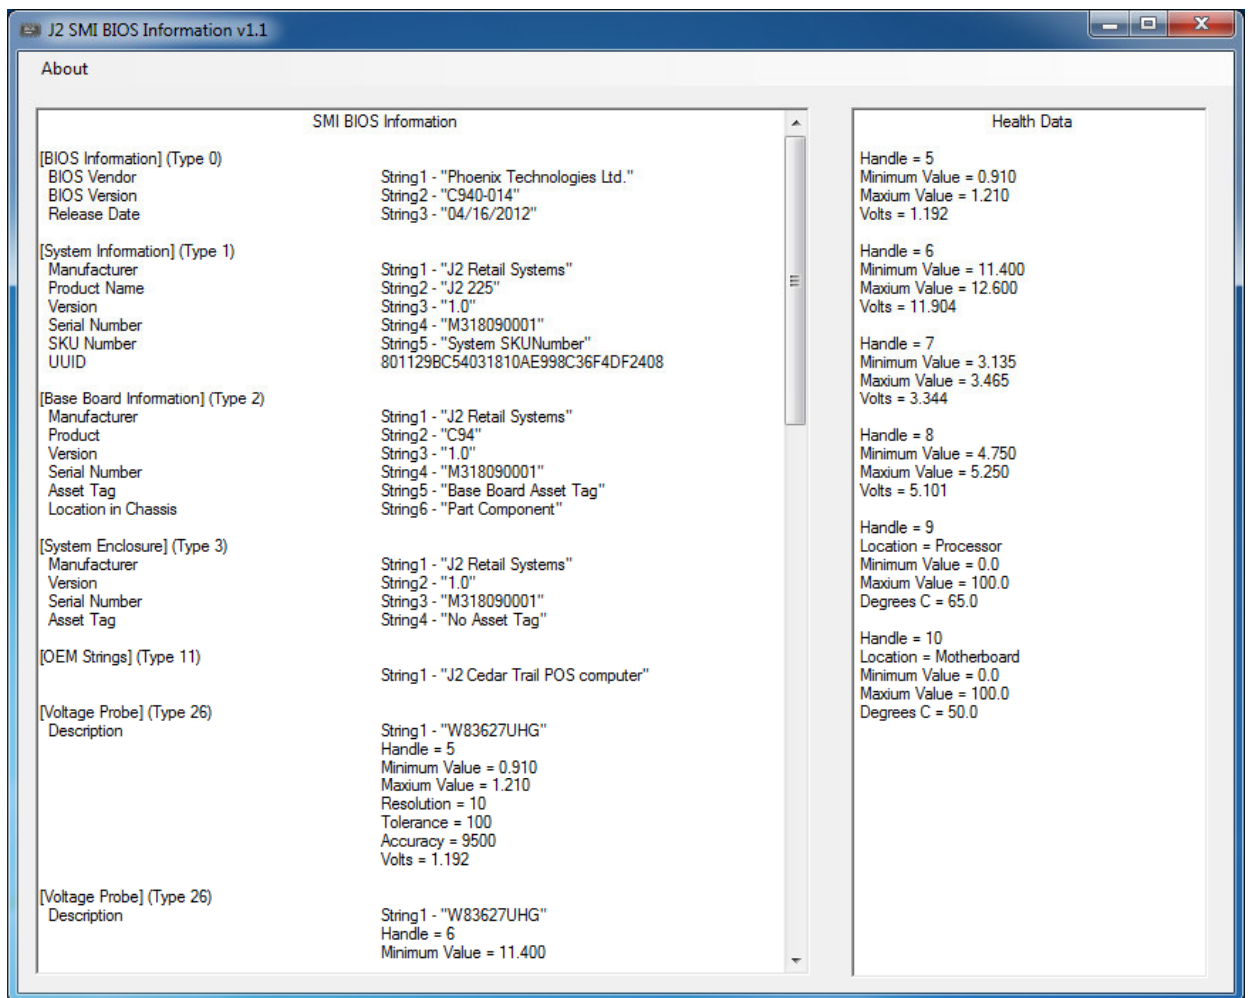 J2 SMI BIOS Information v1.1
About
SMI BIOS Information
[BIOS Information] (Type 0)
BIOS Vendor String1 - "Phoenix Technologies Ltd."
BIOS Version String2 - "C940-014"
Release Date String3 - "04/16/2012"
[System Information] (Type 1)
Manufacturer String1 - "J2 Retail Systems"
Product Name String2 - "J2 225"
Version String3 - "1.0"
Serial Number String4 - "M318090001"
SKU Number String5 - "System SKUNumber"
UUID 801129BC54031810AE998C36F4DF2408
[Base Board Information] (Type 2)
Manufacturer String1 - "J2 Retail Systems"
Product String2 - "C94"
Version String3 - "1.0"
Serial Number String4 - "M318090001"
Asset Tag String5 - "Base Board Asset Tag"
Location in Chassis String6 - "Part Component"
[System Enclosure] (Type 3)
Manufacturer String1 - "J2 Retail Systems"
Version String2 - "1.0"
Serial Number String3 - "M318090001"
Asset Tag String4 - "No Asset Tag"
[OEM Strings] (Type 11)
String1 - "J2 Cedar Trail POS computer"
[Voltage Probe] (Type 26)
Description String1 - "W83627UHG"
Handle = 5
Minimum Value = 0.910
Maxium Value = 1.210
Resolution = 10
Tolerance = 100
Accuracy = 9500
Volts = 1.192
[Voltage Probe] (Type 26)
Description String1 - "W83627UHG"
Handle = 6
Minimum Value = 11.400
Health Data
Handle = 5
Minimum Value = 0.910
Maxium Value = 1.210
Volts = 1.192
Handle = 6
Minimum Value = 11.400
Maxium Value = 12.600
Volts = 11.904
Handle = 7
Minimum Value = 3.135
Maxium Value = 3.465
Volts = 3.344
Handle = 8
Minimum Value = 4.750
Maxium Value = 5.250
Volts = 5.101
Handle = 9
Location = Processor
Minimum Value = 0.0
Maxium Value = 100.0
Degrees C = 65.0
Handle = 10
Location = Motherboard
Minimum Value = 0.0
Maxium Value = 100.0
Degrees C = 50.0